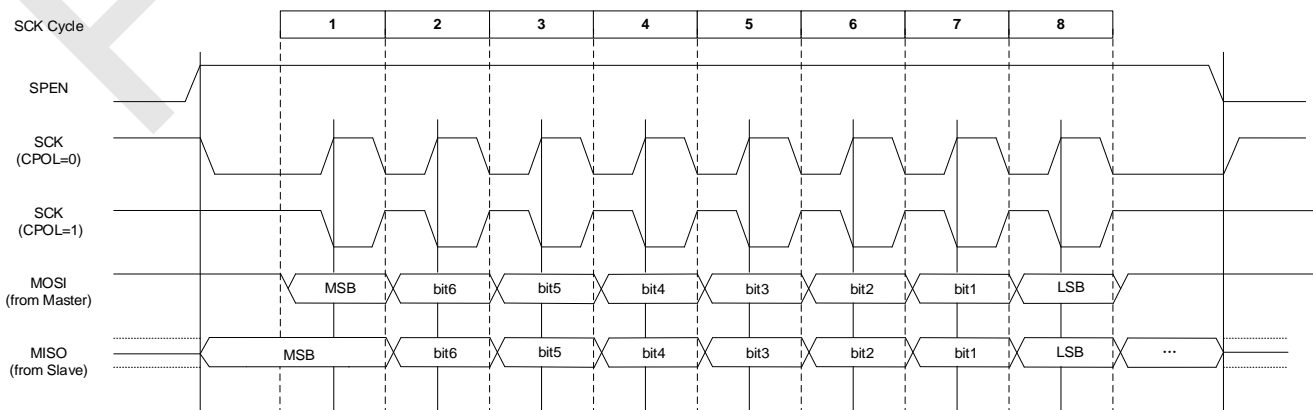 SCK Cycle 1 2 3 4 5 6 7 8
SPEN
SCK
(CPOL=0)
SCK
(CPOL=1)
MOSI
(from Master)
MSB bit6 bit5 bit4 bit3 bit2 bit1 LSB
MISO
(from Slave)
MSB bit6 bit5 bit4 bit3 bit2 bit1 LSB ...